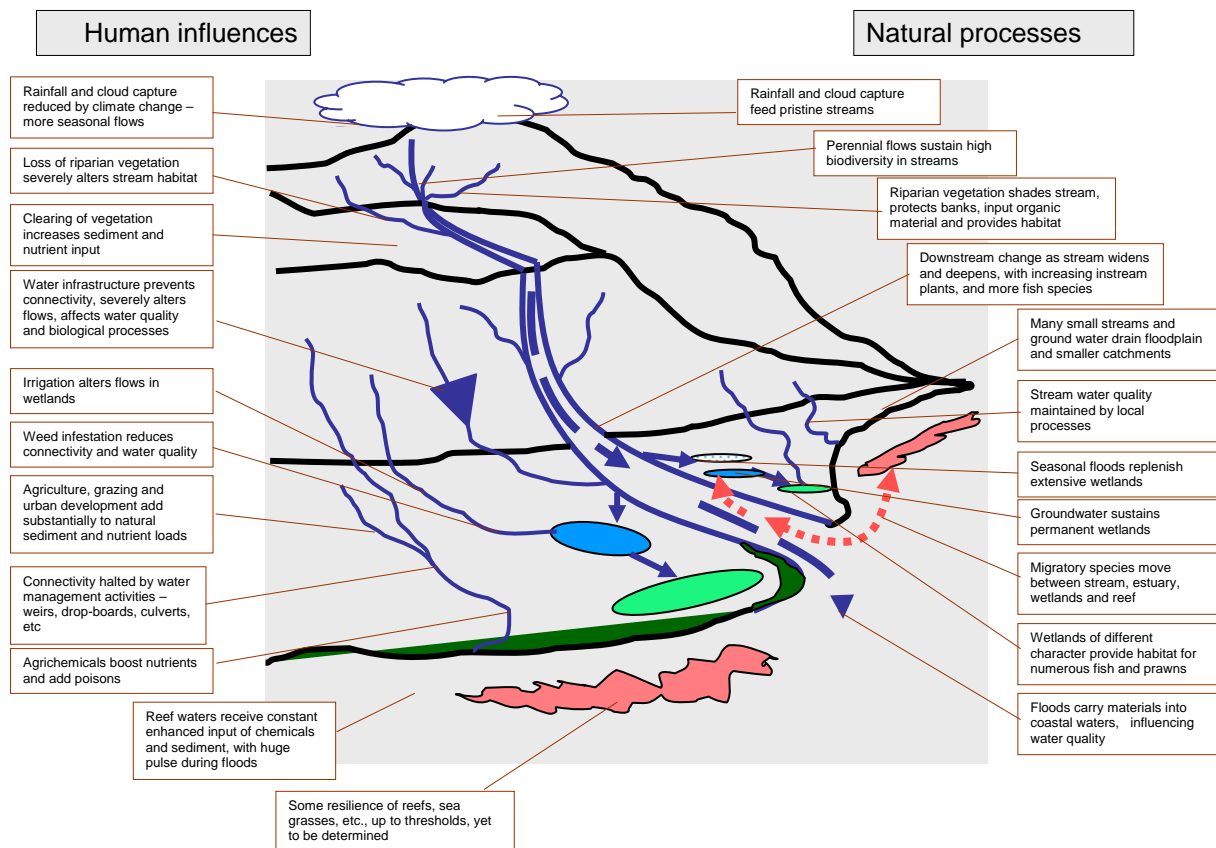 Human influences
Natural processes
Rainfall and cloud capture
reduced by climate change –
more seasonal flows
Loss of riparian vegetation
severely alters stream habitat
Clearing of vegetation
increases sediment and
nutrient input
Water infrastructure prevents
connectivity, severely alters
flows, affects water quality
and biological processes
Irrigation alters flows in
wetlands
Weed infestation reduces
connectivity and water quality
Agriculture, grazing and
urban development add
substantially to natural
sediment and nutrient loads
Connectivity halted by water
management activities –
weirs, drop-boards, culverts,
etc
Agrichemicals boost nutrients
and add poisons
Reef waters receive constant
enhanced input of chemicals
and sediment, with huge
pulse during floods
Some resilience of reefs, sea
grasses, etc., up to thresholds, yet
to be determined
Rainfall and cloud capture
feed pristine streams
Perennial flows sustain high
biodiversity in streams
Riparian vegetation shades stream,
protects banks, input organic
material and provides habitat
Downstream change as stream widens
and deepens, with increasing instream
plants, and more fish species
Many small streams and
ground water drain floodplain
and smaller catchments
Stream water quality
maintained by local
processes
Seasonal floods replenish
extensive wetlands
Groundwater sustains
permanent wetlands
Migratory species move
between stream, estuary,
wetlands and reef
Wetlands of different
character provide habitat for
numerous fish and prawns
Floods carry materials into
coastal waters, influencing
water quality